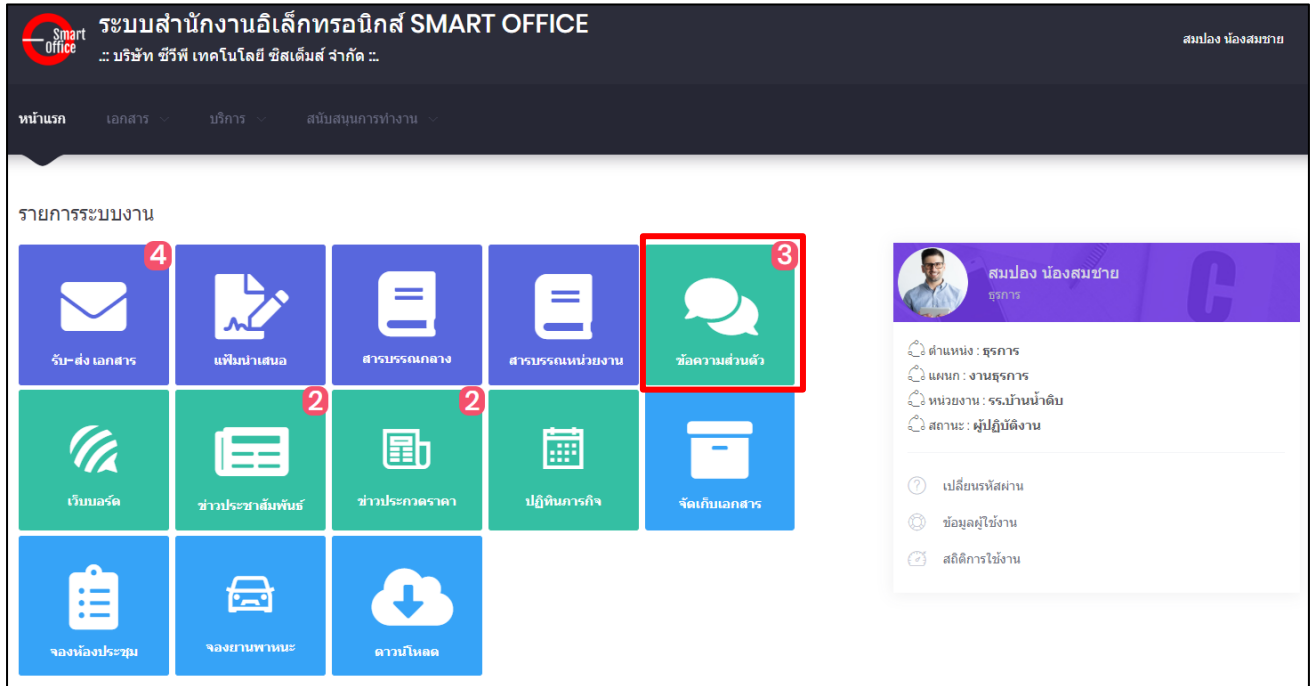 Smart
Office
ระบบสำนักงานอิเล็กทรอนิกส์ SMART OFFICE
.:: บริษัท ซีวีพี เทคโนโลยี ซิสเต็มส์ จำกัด ::.
สมปอง น้องสมชาย
หน้าแรก เอกสาร บริการ สนับสนุนการทำงาน
รายการระบบงาน
4 3
รับ-ส่ง เอกสาร แฟ้มนำเสนอ สารบรรณกลาง สารบรรณหน่วยงาน ข้อความส่วนตัว
2 2
เว็บบอร์ด ข่าวประชาสัมพันธ์ ข่าวประกวดราคา ปฏิทินภารกิจ จัดเก็บเอกสาร
จองห้องประชุม จองยานพาหนะ ดาวน์โหลด
สมปอง น้องสมชาย
ธุรการ
ตำแหน่ง : ธุรการ
แผนก : งานธุรการ
หน่วยงาน : รร.บ้านน้ำดิบ
สถานะ : ผู้ปฏิบัติงาน
เปลี่ยนรหัสผ่าน
ข้อมูลผู้ใช้งาน
สถิติการใช้งาน